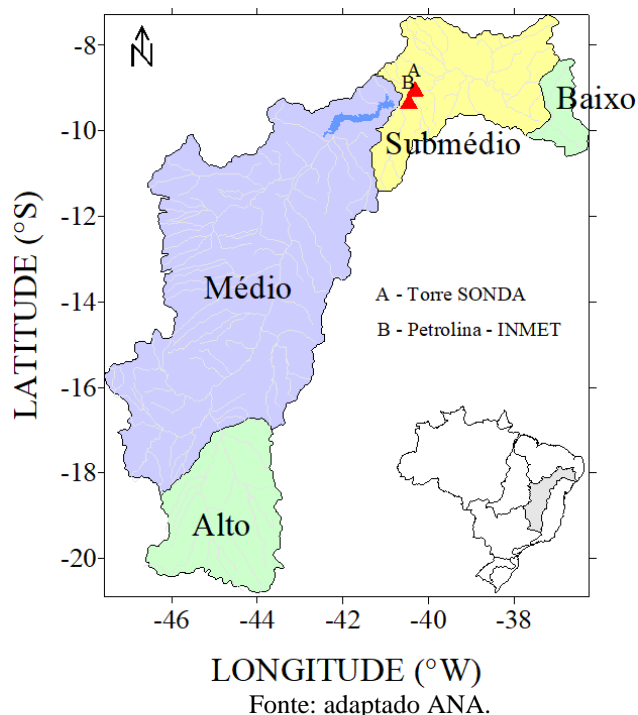 -8
-10
-12
-14
-16
-18
-20
LATITUDE (°S)
N
A
B
Baixo
Submédio
Médio
A - Torre SONDA
B - Petrolina - INMET
Alto
-46
-44
-42
-40
-38
LONGITUDE (°W)
Fonte: adaptado ANA.